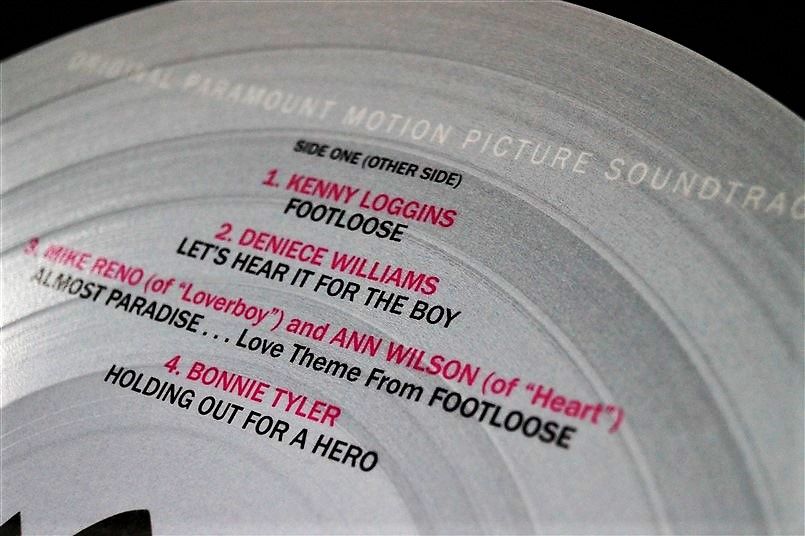 ORIGINAL PARAMOUNT MOTION PICTURE SOUNDTRAC
SIDE ONE (OTHER SIDE)
1. KENNY LOGGINS
FOOTLOOSE
2. DENIECE WILLIAMS
LET'S HEAR IT FOR THE BOY
3. MIKE RENO (of "Loverboy") and ANN WILSON (of "Heart")
ALMOST PARADISE... Love Theme From FOOTLOOSE
4. BONNIE TYLER
HOLDING OUT FOR A HERO